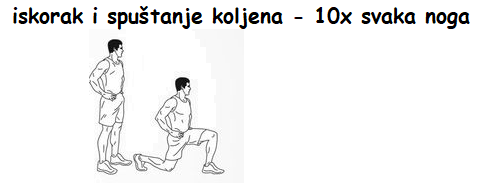 iskorak i spuštanje koljena - 10x svaka noga